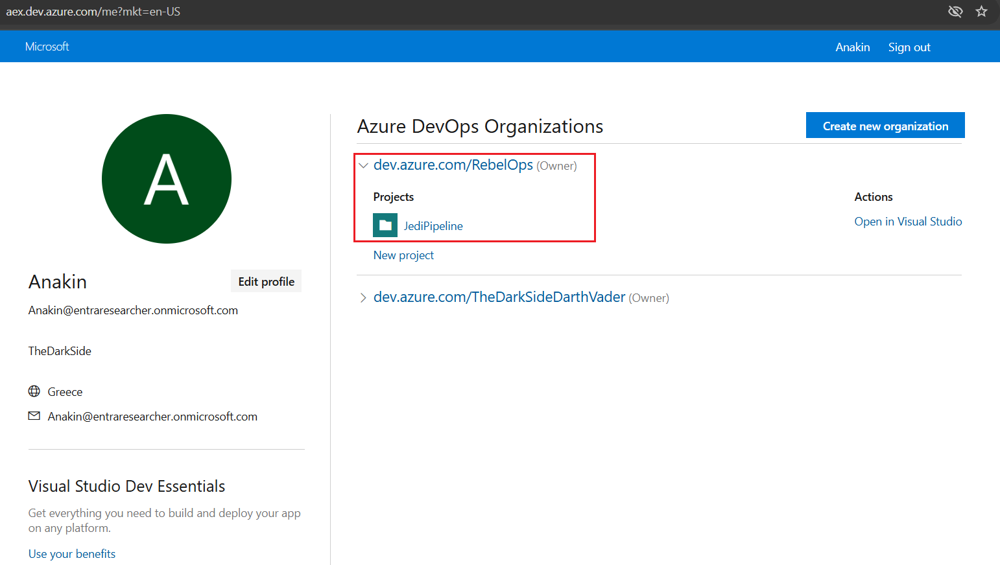 aex.dev.azure.com/me?mkt=en-US
Microsoft
Anakin
Sign out
A
Anakin
Edit profile
Anakin@entraresearcher.onmicrosoft.com
TheDarkSide
Greece
Anakin@entraresearcher.onmicrosoft.com
Visual Studio Dev Essentials
Get everything you need to build and deploy your app
on any platform.
Use your benefits
Azure DevOps Organizations
Create new organization
dev.azure.com/RebelOps (Owner)
Projects
Actions
JediPipeline
Open in Visual Studio
New project
dev.azure.com/TheDarkSideDarthVader (Owner)